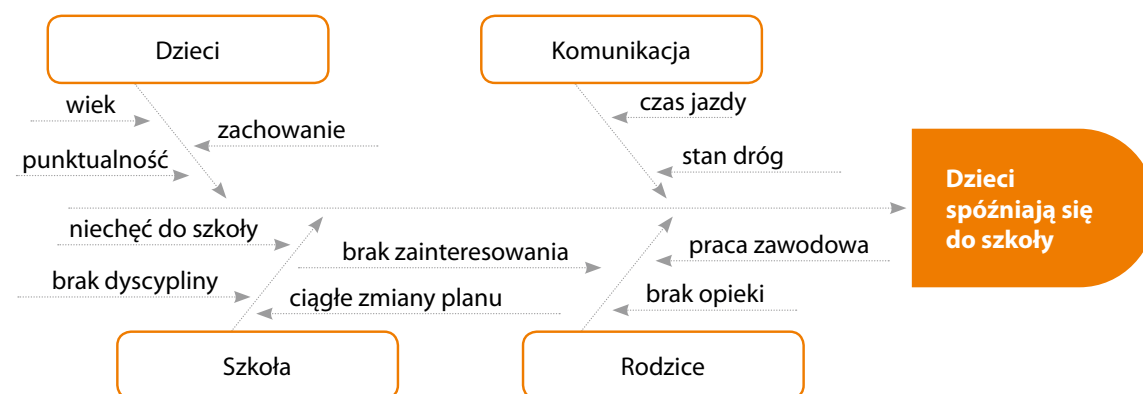 Dzieci
Komunikacja
wiek
czas jazdy
zachowanie
punktualność
stan dróg
Dzieci
spóźniają się
do szkoły
niechęć do szkoły
brak zainteresowania
praca zawodowa
brak dyscypliny
ciągłe zmiany planu
brak opieki
Szkoła
Rodzice